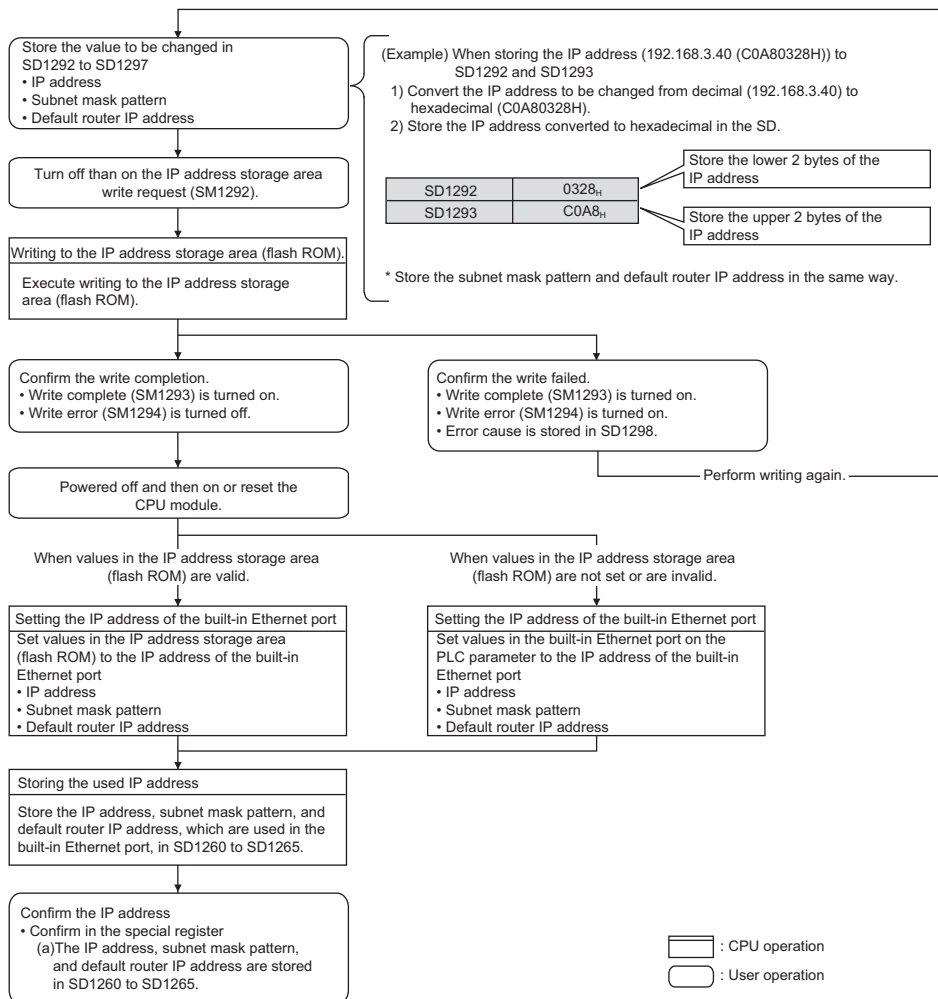 Store the value to be changed in
SD1292 to SD1297
• IP address
• Subnet mask pattern
• Default router IP address
(Example) When storing the IP address (192.168.3.40 (C0A80328H)) to
SD1292 and SD1293
1) Convert the IP address to be changed from decimal (192.168.3.40) to
hexadecimal (C0A80328H).
2) Store the IP address converted to hexadecimal in the SD.
SD1292 0328H
SD1293 C0A8H
Store the lower 2 bytes of the
IP address
Store the upper 2 bytes of the
IP address
* Store the subnet mask pattern and default router IP address in the same way.
Turn off than on the IP address storage area
write request (SM1292).
Writing to the IP address storage area (flash ROM).
Execute writing to the IP address storage
area (flash ROM).
Confirm the write completion.
• Write complete (SM1293) is turned on.
• Write error (SM1294) is turned off.
Confirm the write failed.
• Write complete (SM1293) is turned on.
• Write error (SM1294) is turned on.
• Error cause is stored in SD1298.
Perform writing again.
Powered off and then on or reset the
CPU module.
When values in the IP address storage area
(flash ROM) are valid.
When values in the IP address storage area
(flash ROM) are not set or are invalid.
Setting the IP address of the built-in Ethernet port
Set values in the IP address storage area
(flash ROM) to the IP address of the built-in
Ethernet port
• IP address
• Subnet mask pattern
• Default router IP address
Setting the IP address of the built-in Ethernet port
Set values in the built-in Ethernet port on the
PLC parameter to the IP address of the built-in
Ethernet port
• IP address
• Subnet mask pattern
• Default router IP address
Storing the used IP address
Store the IP address, subnet mask pattern, and
default router IP address, which are used in the
built-in Ethernet port, in SD1260 to SD1265.
Confirm the IP address
• Confirm in the special register
(a)The IP address, subnet mask pattern,
and default router IP address are stored
in SD1260 to SD1265.
: CPU operation
: User operation